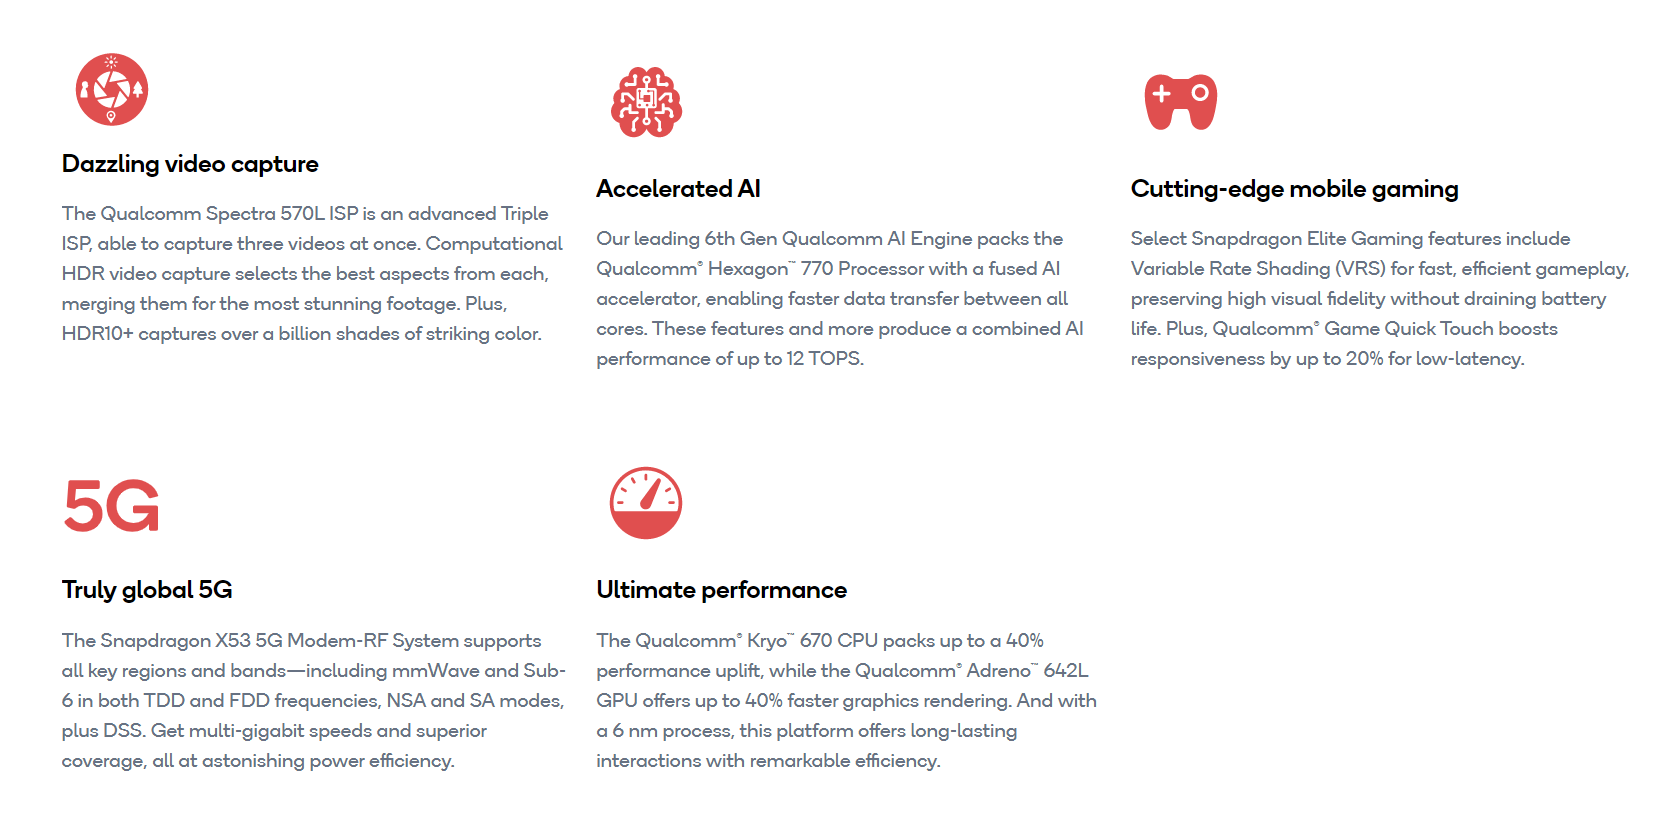 Dazzling video capture
The Qualcomm Spectra 570L ISP is an advanced Triple
ISP, able to capture three videos at once. Computational
HDR video capture selects the best aspects from each,
merging them for the most stunning footage. Plus,
HDR10+ captures over a billion shades of striking color.
Accelerated AI
Our leading 6th Gen Qualcomm AI Engine packs the
Qualcomm® Hexagon™ 770 Processor with a fused AI
accelerator, enabling faster data transfer between all
cores. These features and more produce a combined AI
performance of up to 12 TOPS.
Cutting-edge mobile gaming
Select Snapdragon Elite Gaming features include
Variable Rate Shading (VRS) for fast, efficient gameplay,
preserving high visual fidelity without draining battery
life. Plus, Qualcomm® Game Quick Touch boosts
responsiveness by up to 20% for low-latency.
5G
Truly global 5G
The Snapdragon X53 5G Modem-RF System supports
all key regions and bands—including mmWave and Sub-
6 in both TDD and FDD frequencies, NSA and SA modes,
plus DSS. Get multi-gigabit speeds and superior
coverage, all at astonishing power efficiency.
Ultimate performance
The Qualcomm® Kryo™ 670 CPU packs up to a 40%
performance uplift, while the Qualcomm® Adreno™ 642L
GPU offers up to 40% faster graphics rendering. And with
a 6 nm process, this platform offers long-lasting
interactions with remarkable efficiency.